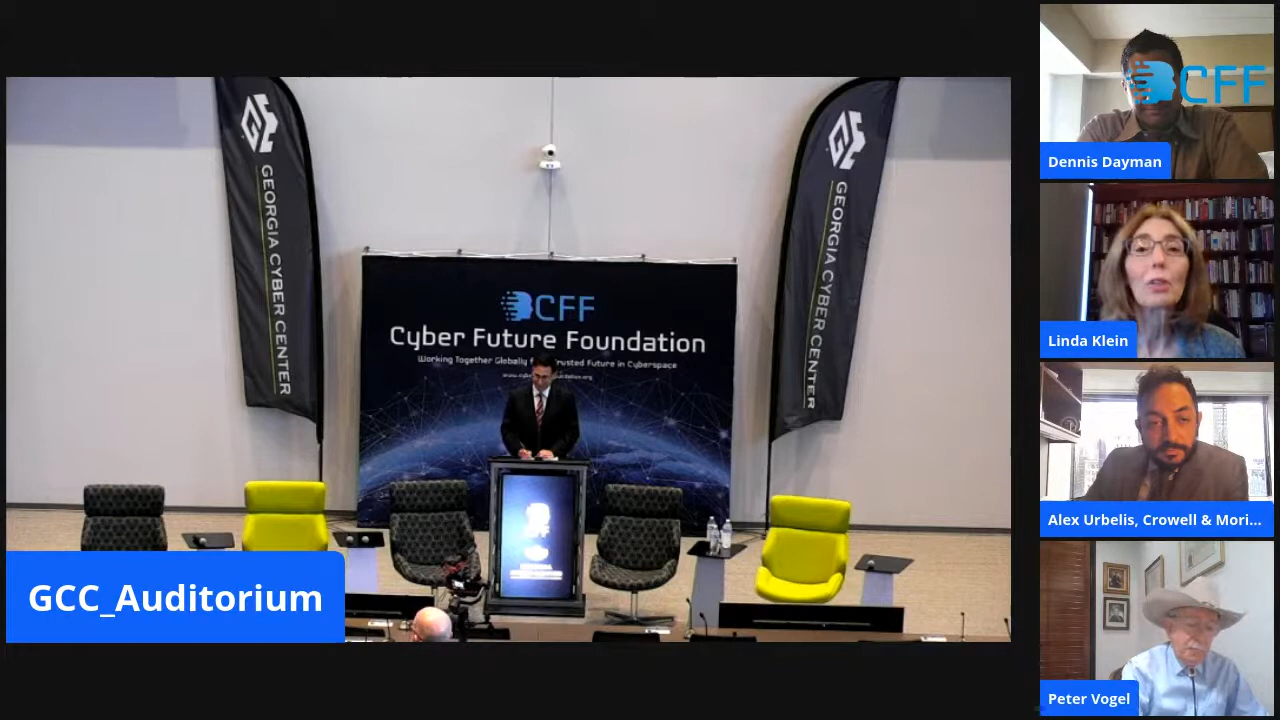 GEORGIA CYBER CENTER
GEORGIA CYBER CENTER
CFF
Cyber Future Foundation
Working Together Globally Trusted Future in Cyberspace
GCC_Auditorium
CFF
Dennis Dayman
Linda Klein
Alex Urbelis, Crowell & Mori...
Peter Vogel